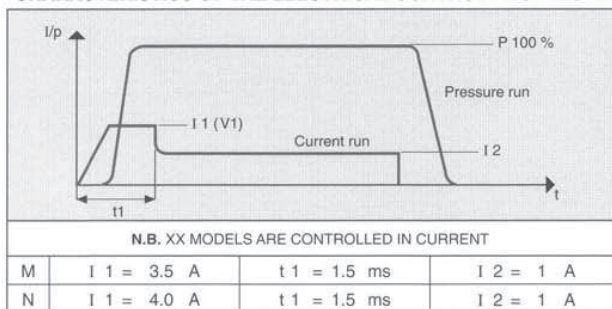 I/p
P 100 %
Pressure run
I 1 (V1)
Current run
I 2
t1
t
N.B. XX MODELS ARE CONTROLLED IN CURRENT
M I 1 = 3.5 A t 1 = 1.5 ms I 2 = 1 A
N I 1 = 4.0 A t 1 = 1.5 ms I 2 = 1 A